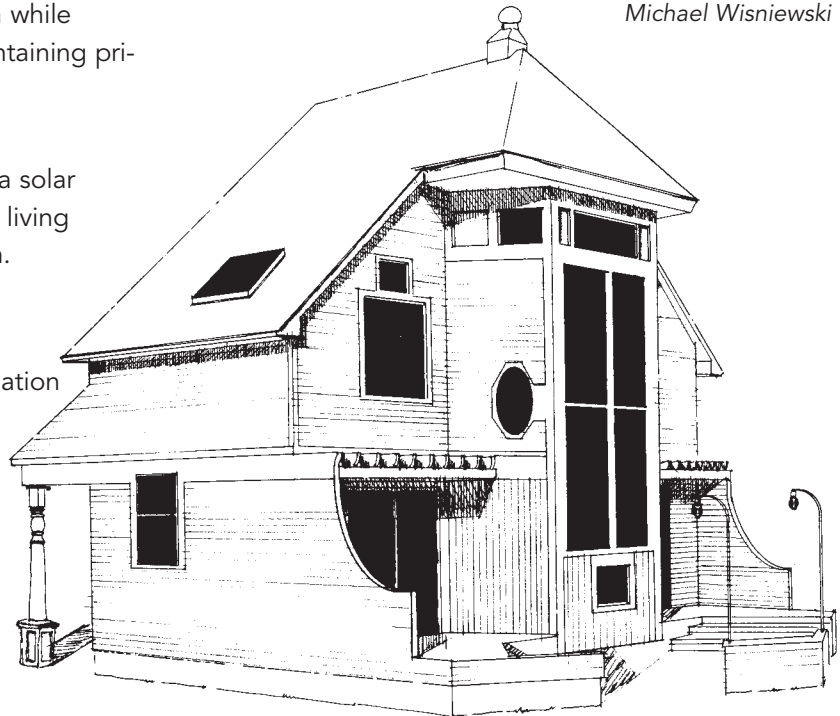 while
ntaining pri-
a solar
living
ation
Michael Wisniewski